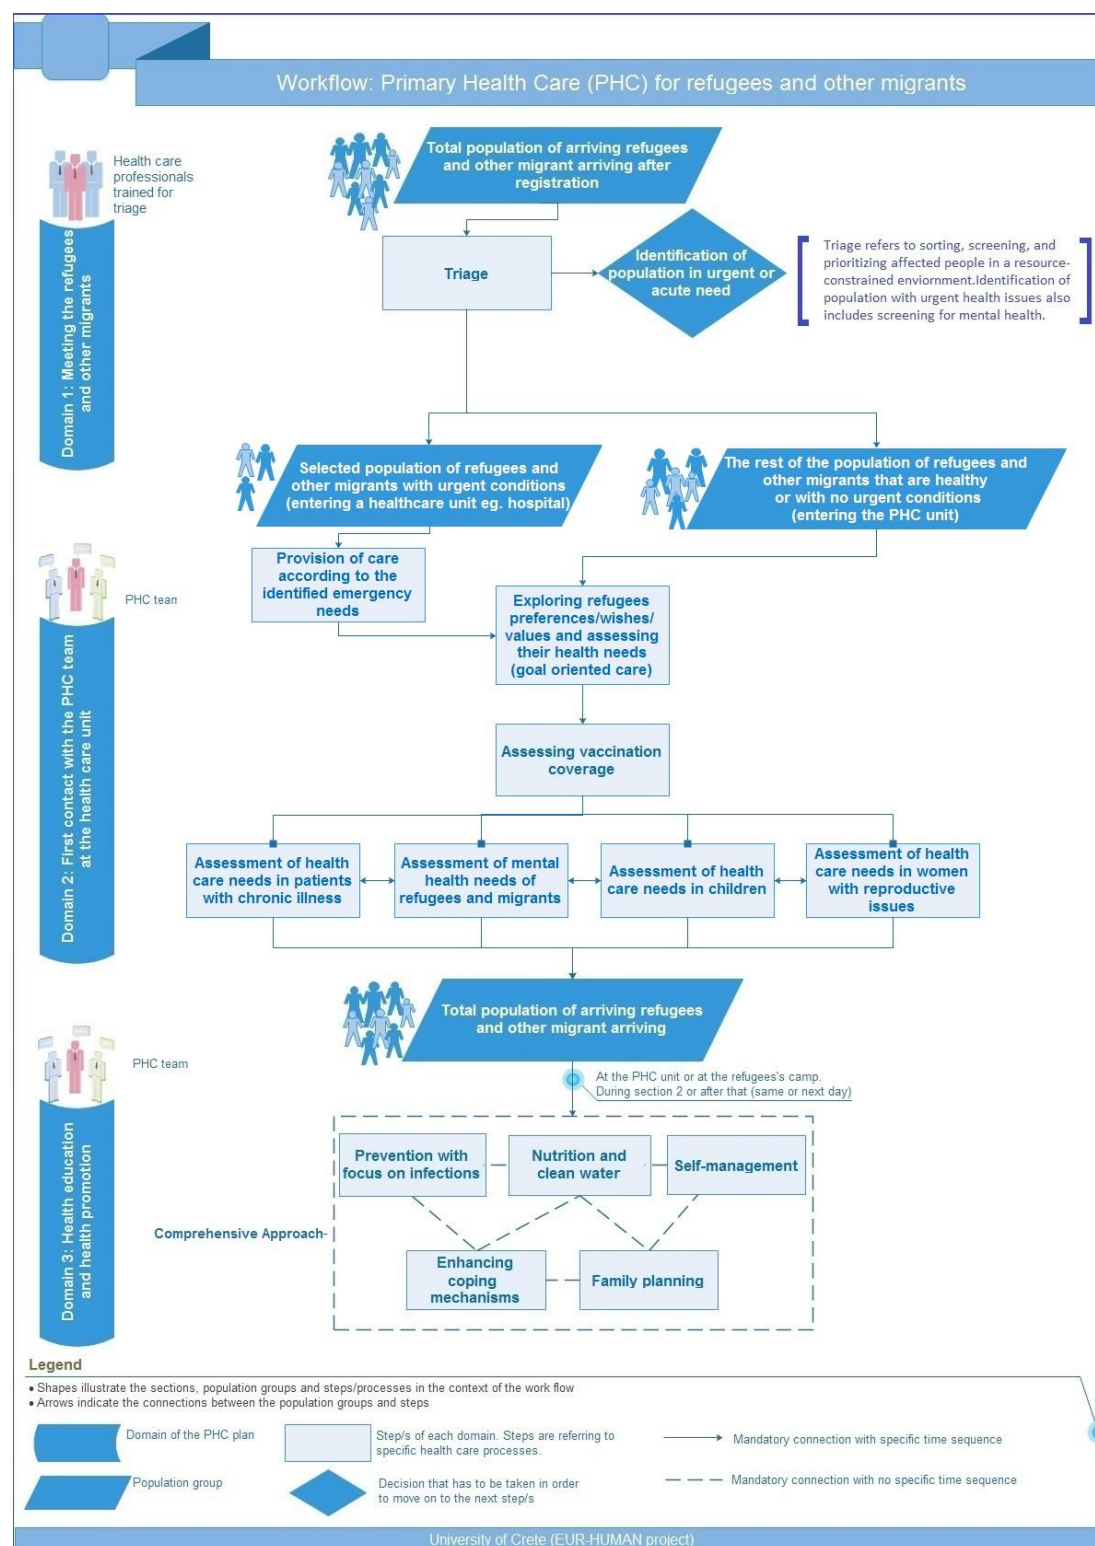 Workflow: Primary Health Care (PHC) for refugees and other migrants
Health care
professionals
trained for
triage
Total population of arriving refugees
and other migrant arriving after
registration
Domain 1: Meeting the refugees
and other migrants
Triage
Identification of
population in urgent or
acute need
Triage refers to sorting, screening, and
prioritizing affected people in a resource-
constrained enviornment.Identification of
population with urgent health issues also
includes screening for mental health.
Selected population of refugees and
other migrants with urgent conditions
(entering a healthcare unit eg. hospital)
The rest of the population of refugees and
other migrants that are healthy
or with no urgent conditions
(entering the PHC unit)
PHC tean
Domain 2: First contact with the PHC team
at the health care unit
Provision of care
according to the
identified emergency
needs
Exploring refugees
preferences/wishes/
values and assessing
their health needs
(goal oriented care)
Assessing vaccination
coverage
Assessment of health
care needs in patients
with chronic illness
Assessment of mental
health needs of
refugees and migrants
Assessment of health
care needs in children
Assessment of health
care needs in women
with reproductive
issues
Total population of arriving refugees
and other migrant arriving
PHC team
Domain 3: Health education
and health promotion
At the PHC unit or at the refugees's camp.
During section 2 or after that (same or next day)
Prevention with
focus on infections
Nutrition and
clean water
Self-management
Comprehensive Approach
Enhancing
coping
mechanisms
Family planning
Legend
• Shapes illustrate the sections, population groups and steps/processes in the context of the work flow
• Arrows indicate the connections between the population groups and steps
Domain of the PHC plan
Step/s of each domain. Steps are referring to
specific health care processes.
Mandatory connection with specific time sequence
Population group
Decision that has to be taken in order
to move on to the next step/s
Mandatory connection with no specific time sequence
University of Crete (EUR-HUMAN project)